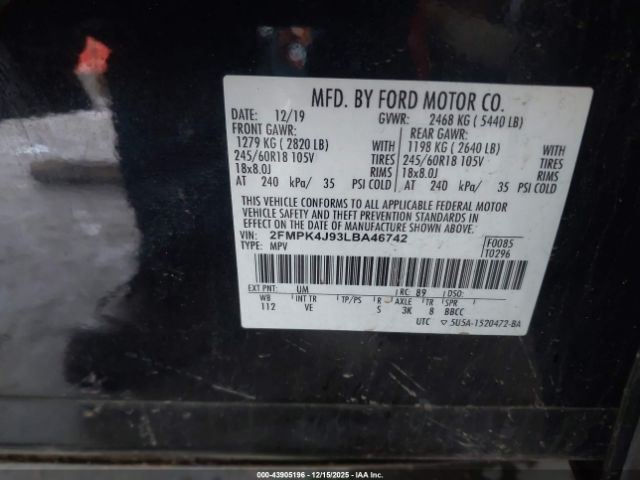 MFD. BY FORD MOTOR CO.
DATE: 12/19 GVWR: 2468 KG ( 5440 LB)
FRONT GAWR: REAR GAWR:
1279 KG ( 2820 LB) WITH 1198 KG ( 2640 LB) WITH
245/60R18 105V TIRES 245/60R18 105V TIRES
18x8.0J RIMS 18x8.0J RIMS
AT 240 kPa/ 35 PSI COLD AT 240 kPa/ 35 PSI COLD
THIS VEHICLE CONFORMS TO ALL APPLICABLE FEDERAL MOTOR
VEHICLE SAFETY AND THEFT PREVENTION STANDARDS IN
EFFECT ON THE DATE OF MANUFACTURE SHOWN ABOVE.
VIN: 2FMPK4J93LBA46742 F0085
TYPE: MPV T0296
EXT PNT: UM RC: 89 DSO:
WB INT TR TP/PS R AXLE TR SPR
112 VE S 3K 8 BBCC
UTC ▽ 5U5A-1520472-BA
000-43905196 - 12/15/2025 - IAAC